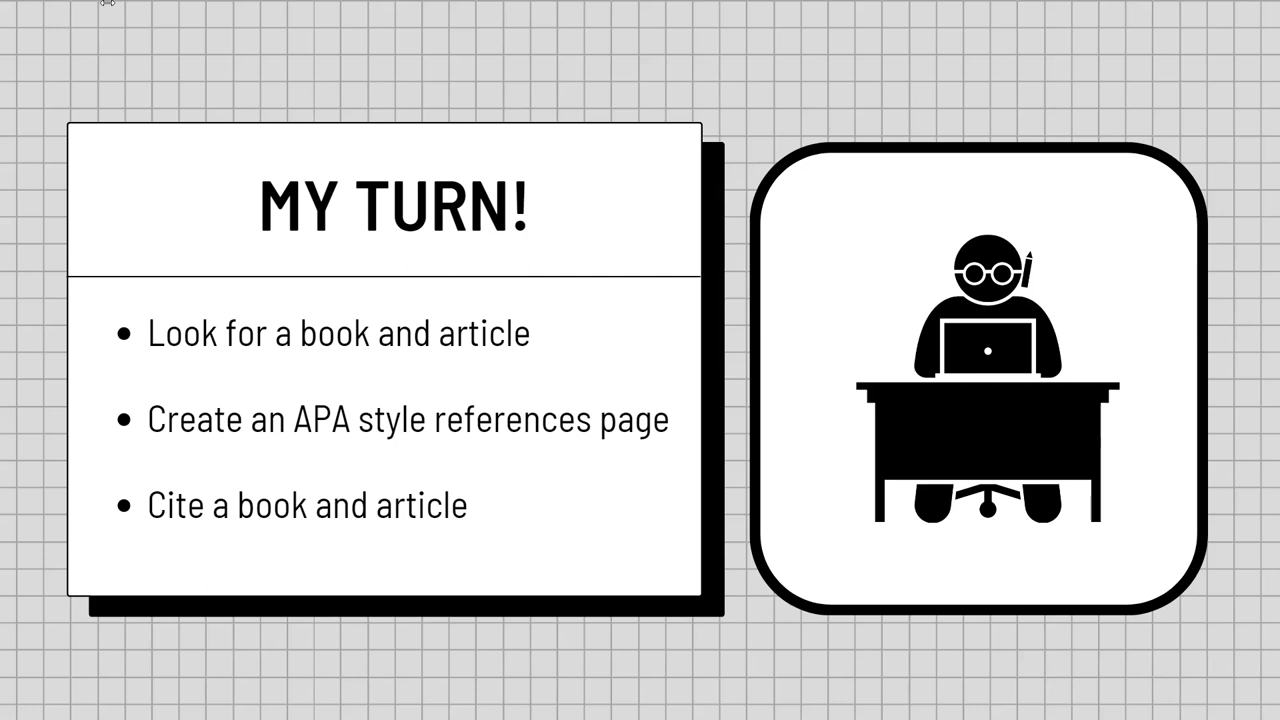 MY TURN!
• Look for a book and article
• Create an APA style references page
• Cite a book and article